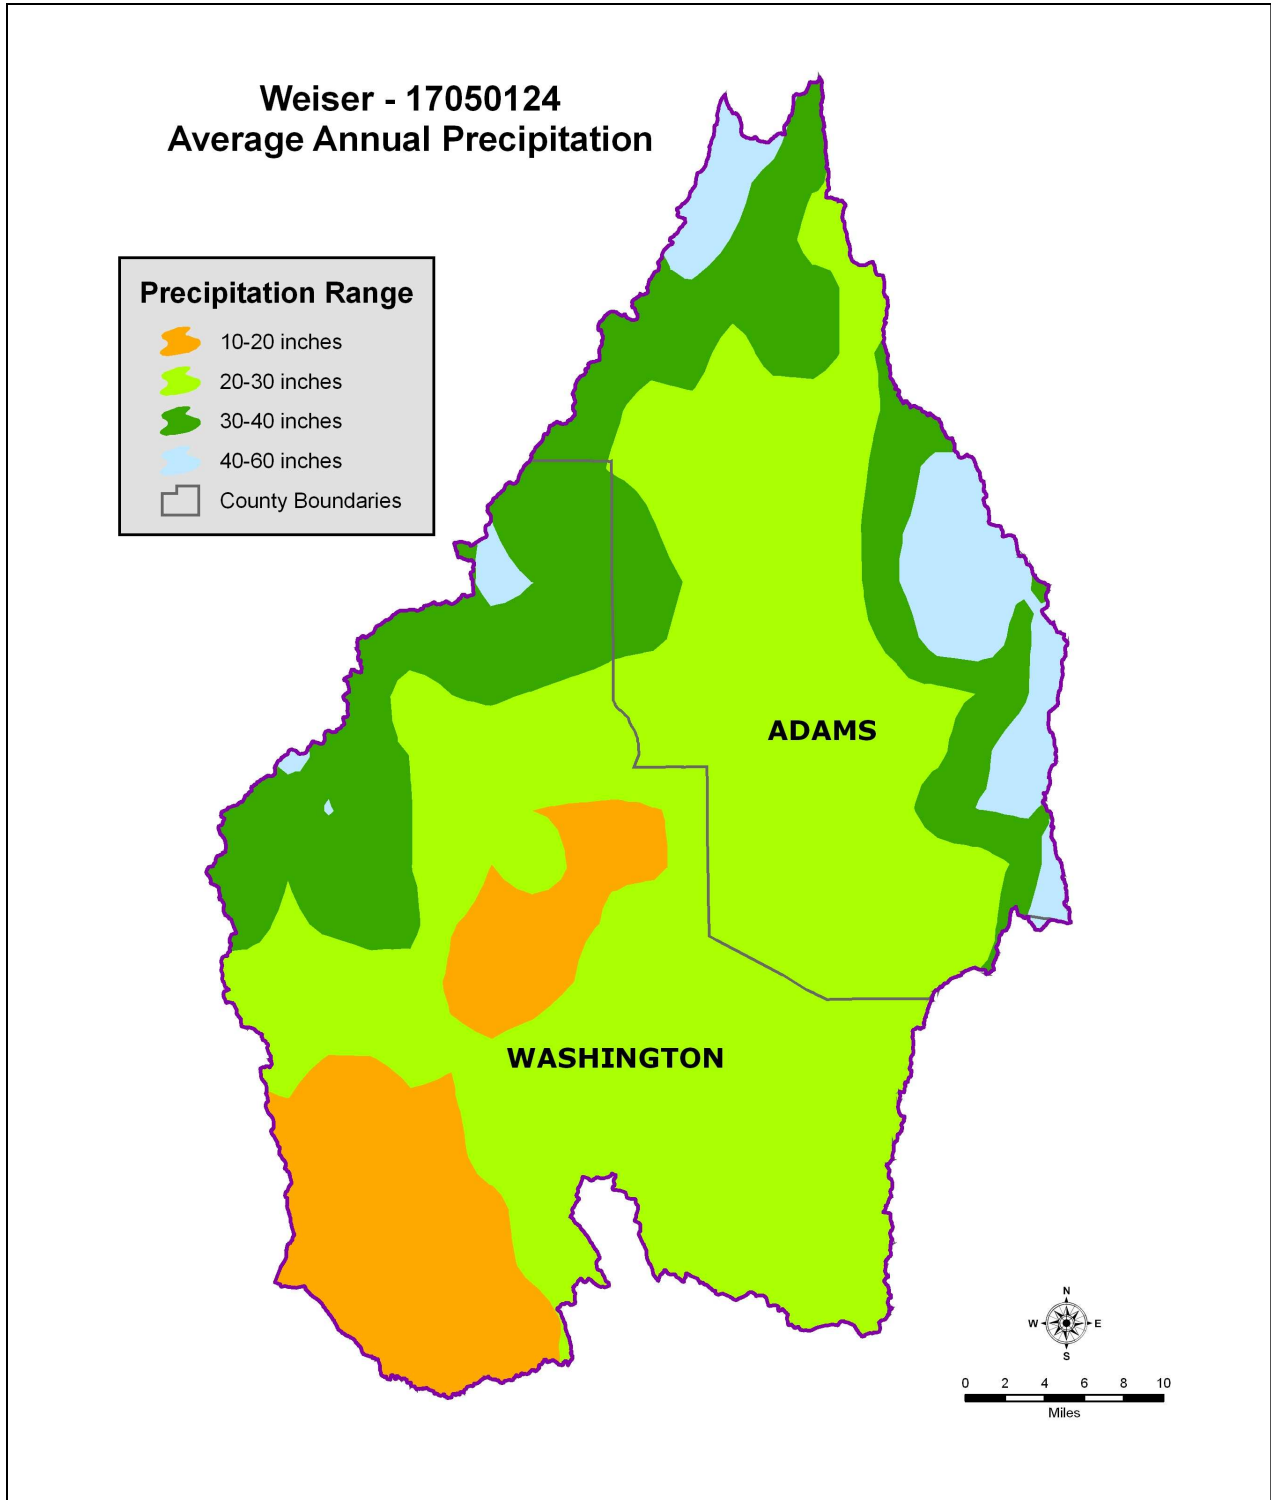 Weiser - 17050124
Average Annual Precipitation
Precipitation Range
10-20 inches
20-30 inches
30-40 inches
40-60 inches
County Boundaries
ADAMS
WASHINGTON
N
W E
S
0 2 4 6 8 10
Miles